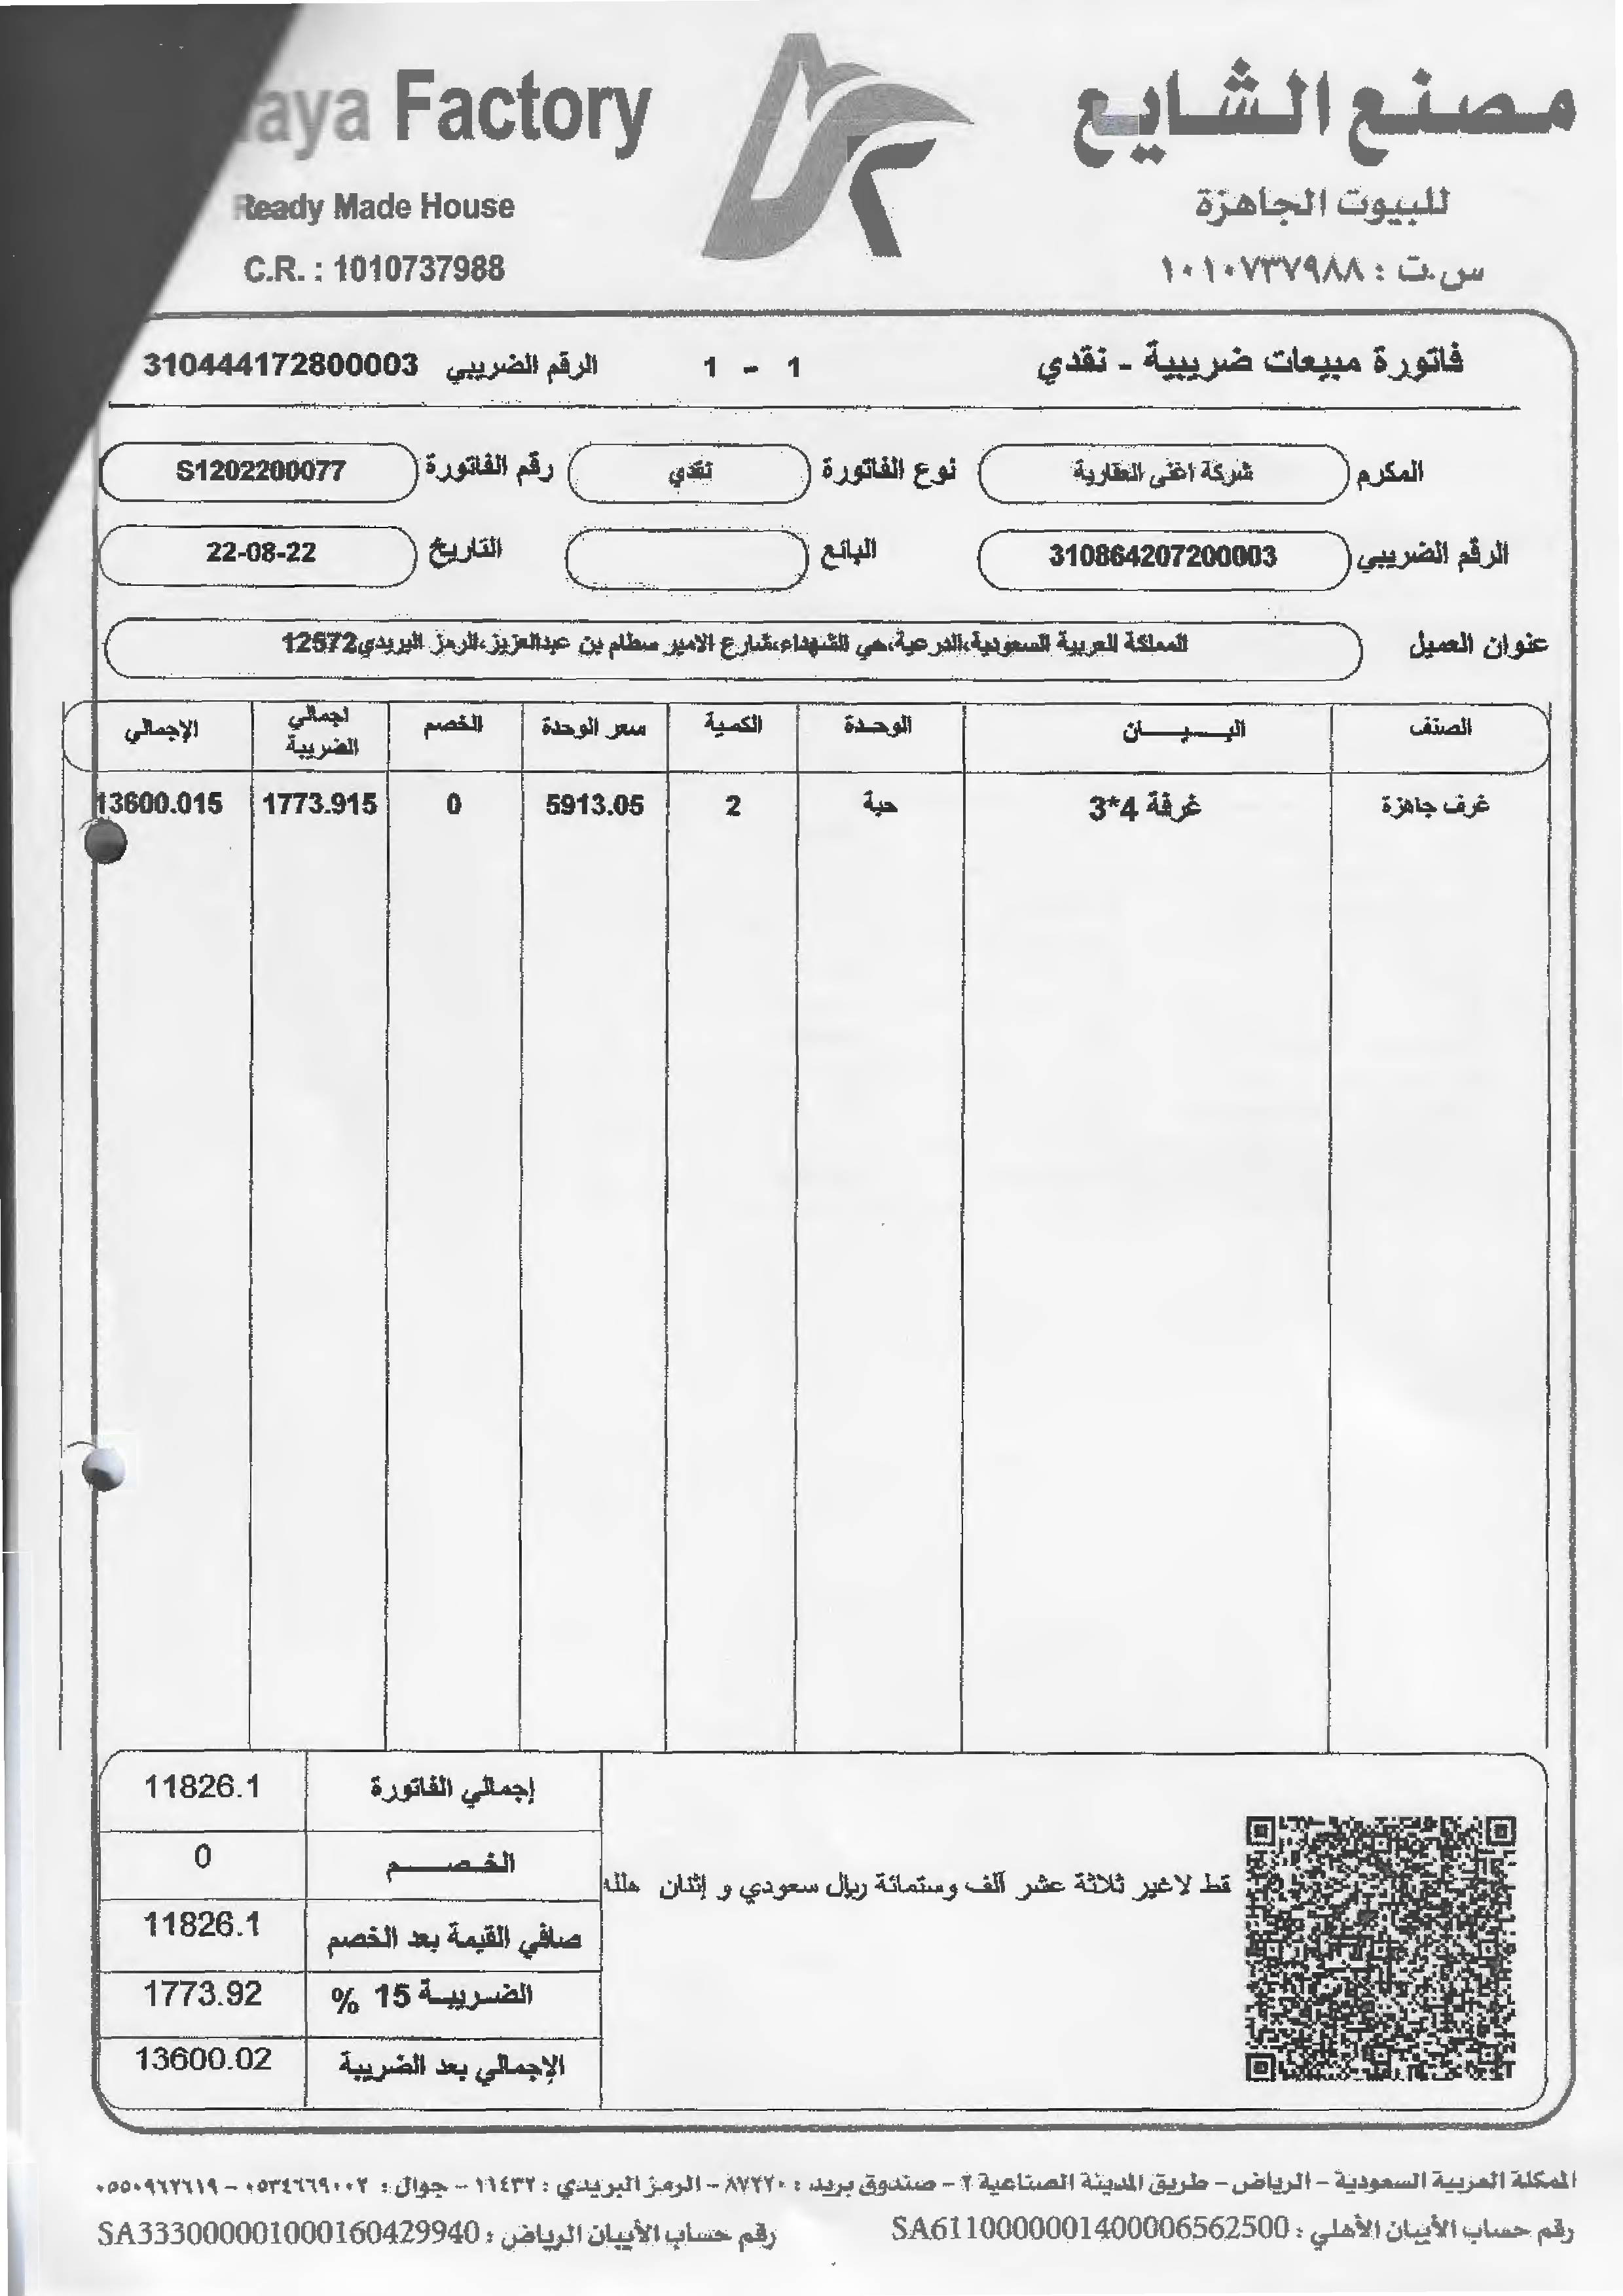 مصنع الشايع
Factory
للبيوت الجاهزة
Ready Made House
س.ت : ١٠١٠٧٣٧٩٨٨
C.R. : 1010737988
فاتورة مبيعات ضريبية - نقدي 1 - 1 الرقم الضريبي 310444172800003
المكرم شركة اغنى العقارية نوع الفاتورة نقدي رقم الفاتورة S1202200077
الرقم الضريبي 310864207200003 البائع التاريخ 22-08-22
عنوان العميل المملكة العربية السعودية،الدرعية،حي الشهداء،شارع الامير سطام بن عبدالعزيز،الرمز البريدي12572
الصنف البـــيـــان الوحدة الكمية سعر الوحدة الخصم اجمالي الضريبة الإجمالي
غرف جاهزة غرفة 4*3 حبة 2 5913.05 0 1773.915 13600.015
إجمالي الفاتورة 11826.1
الخـصـــم 0
قط لاغير ثلاثة عشر آلف وستمائة ريال سعودي و إثنان هلله
صافي القيمة بعد الخصم 11826.1
الضريبة 15 % 1773.92
الإجمالي بعد الضريبة 13600.02
المكلة العربية السعودية - الرياض - طريق المدينة الصناعية ٢ - صندوق بريد : ٨٧٢٢٠ - الرمز البريدي : ١١٤٣٢ - جوال : ٠٥٣٤٦٦٩٠٠٢ - ٠٥٥٠٩٦٢٦١٩
رقم حساب الأيبان الأهلي : SA6110000001400006562500 رقم حساب الأيبان الرياض : SA3330000001000160429940